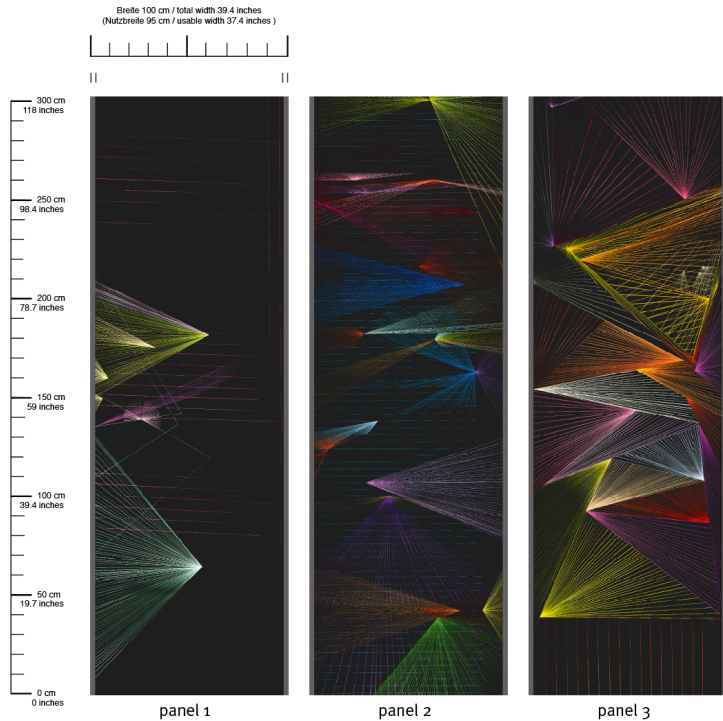 Breite 100 cm / total width 39.4 inches
(Nutzbreite 95 cm / usable width 37.4 inches )
300 cm
118 inches
250 cm
98.4 inches
200 cm
78.7 inches
150 cm
59 inches
100 cm
39.4 inches
50 cm
19.7 inches
0 cm
0 inches
panel 1
panel 2
panel 3